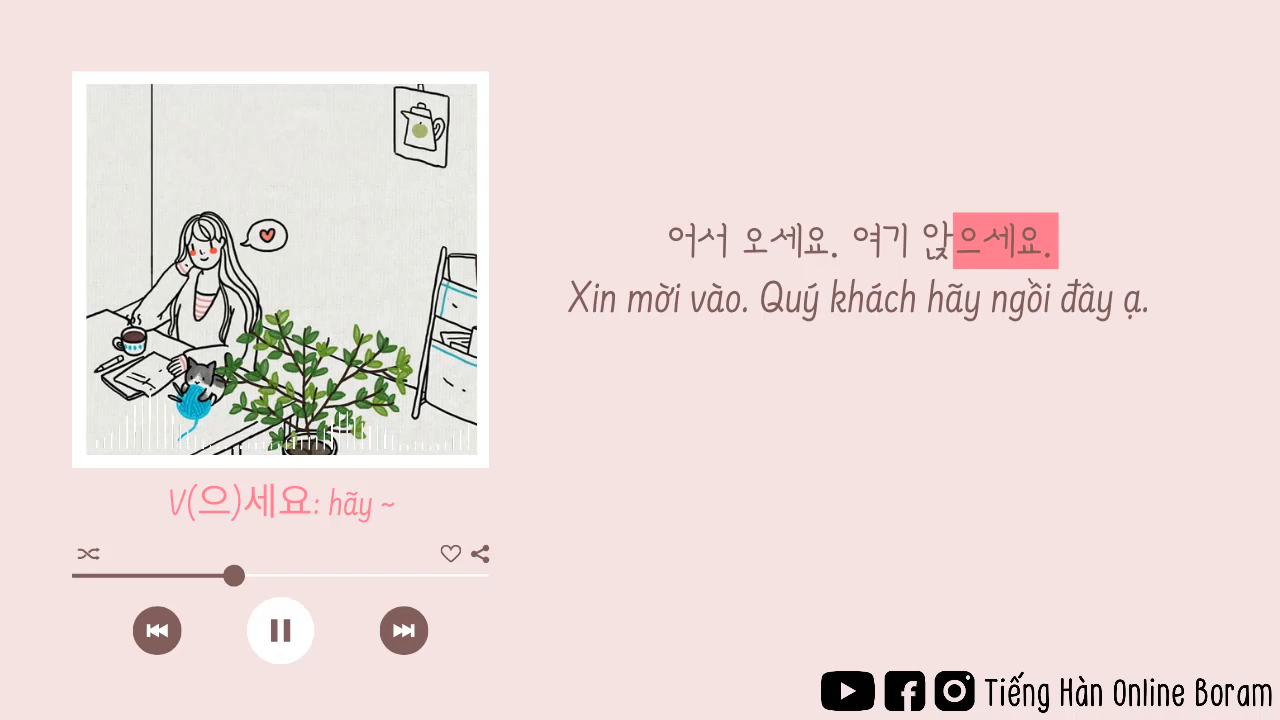 어서 오세요. 여기 앉으세요.
Xin mời vào. Quý khách hãy ngồi đây ạ.
V(으)세요: hãy ~
Tiếng Hàn Online Boram